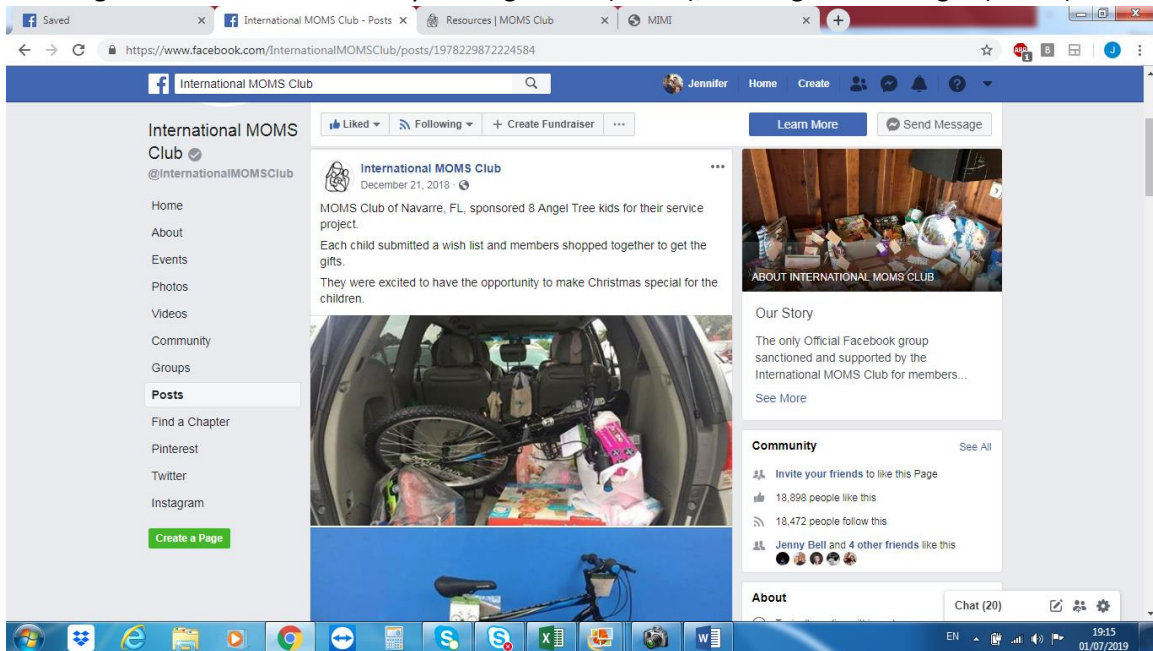 Saved
International MOMS Club - Posts
Resources | MOMS Club
MIMI
https://www.facebook.com/InternationalMOMSClub/posts/1978229872224584
International MOMS Club
Jennifer
Home
Create
International MOMS
Club
@InternationalMOMSClub
Home
About
Events
Photos
Videos
Community
Groups
Posts
Find a Chapter
Pinterest
Twitter
Instagram
Create a Page
Liked
Following
+ Create Fundraiser
Learn More
Send Message
International MOMS Club
December 21, 2018
MOMS Club of Navarre, FL, sponsored 8 Angel Tree kids for their service
project.
Each child submitted a wish list and members shopped together to get the
gifts.
They were excited to have the opportunity to make Christmas special for the
children.
ABOUT INTERNATIONAL MOMS CLUB
Our Story
The only Official Facebook group
sanctioned and supported by the
International MOMS Club for members...
See More
Community
See All
Invite your friends to like this Page
18,898 people like this
18,472 people follow this
Jenny Bell and 4 other friends like this
About
Chat (20)
EN
19:15
01/07/2019